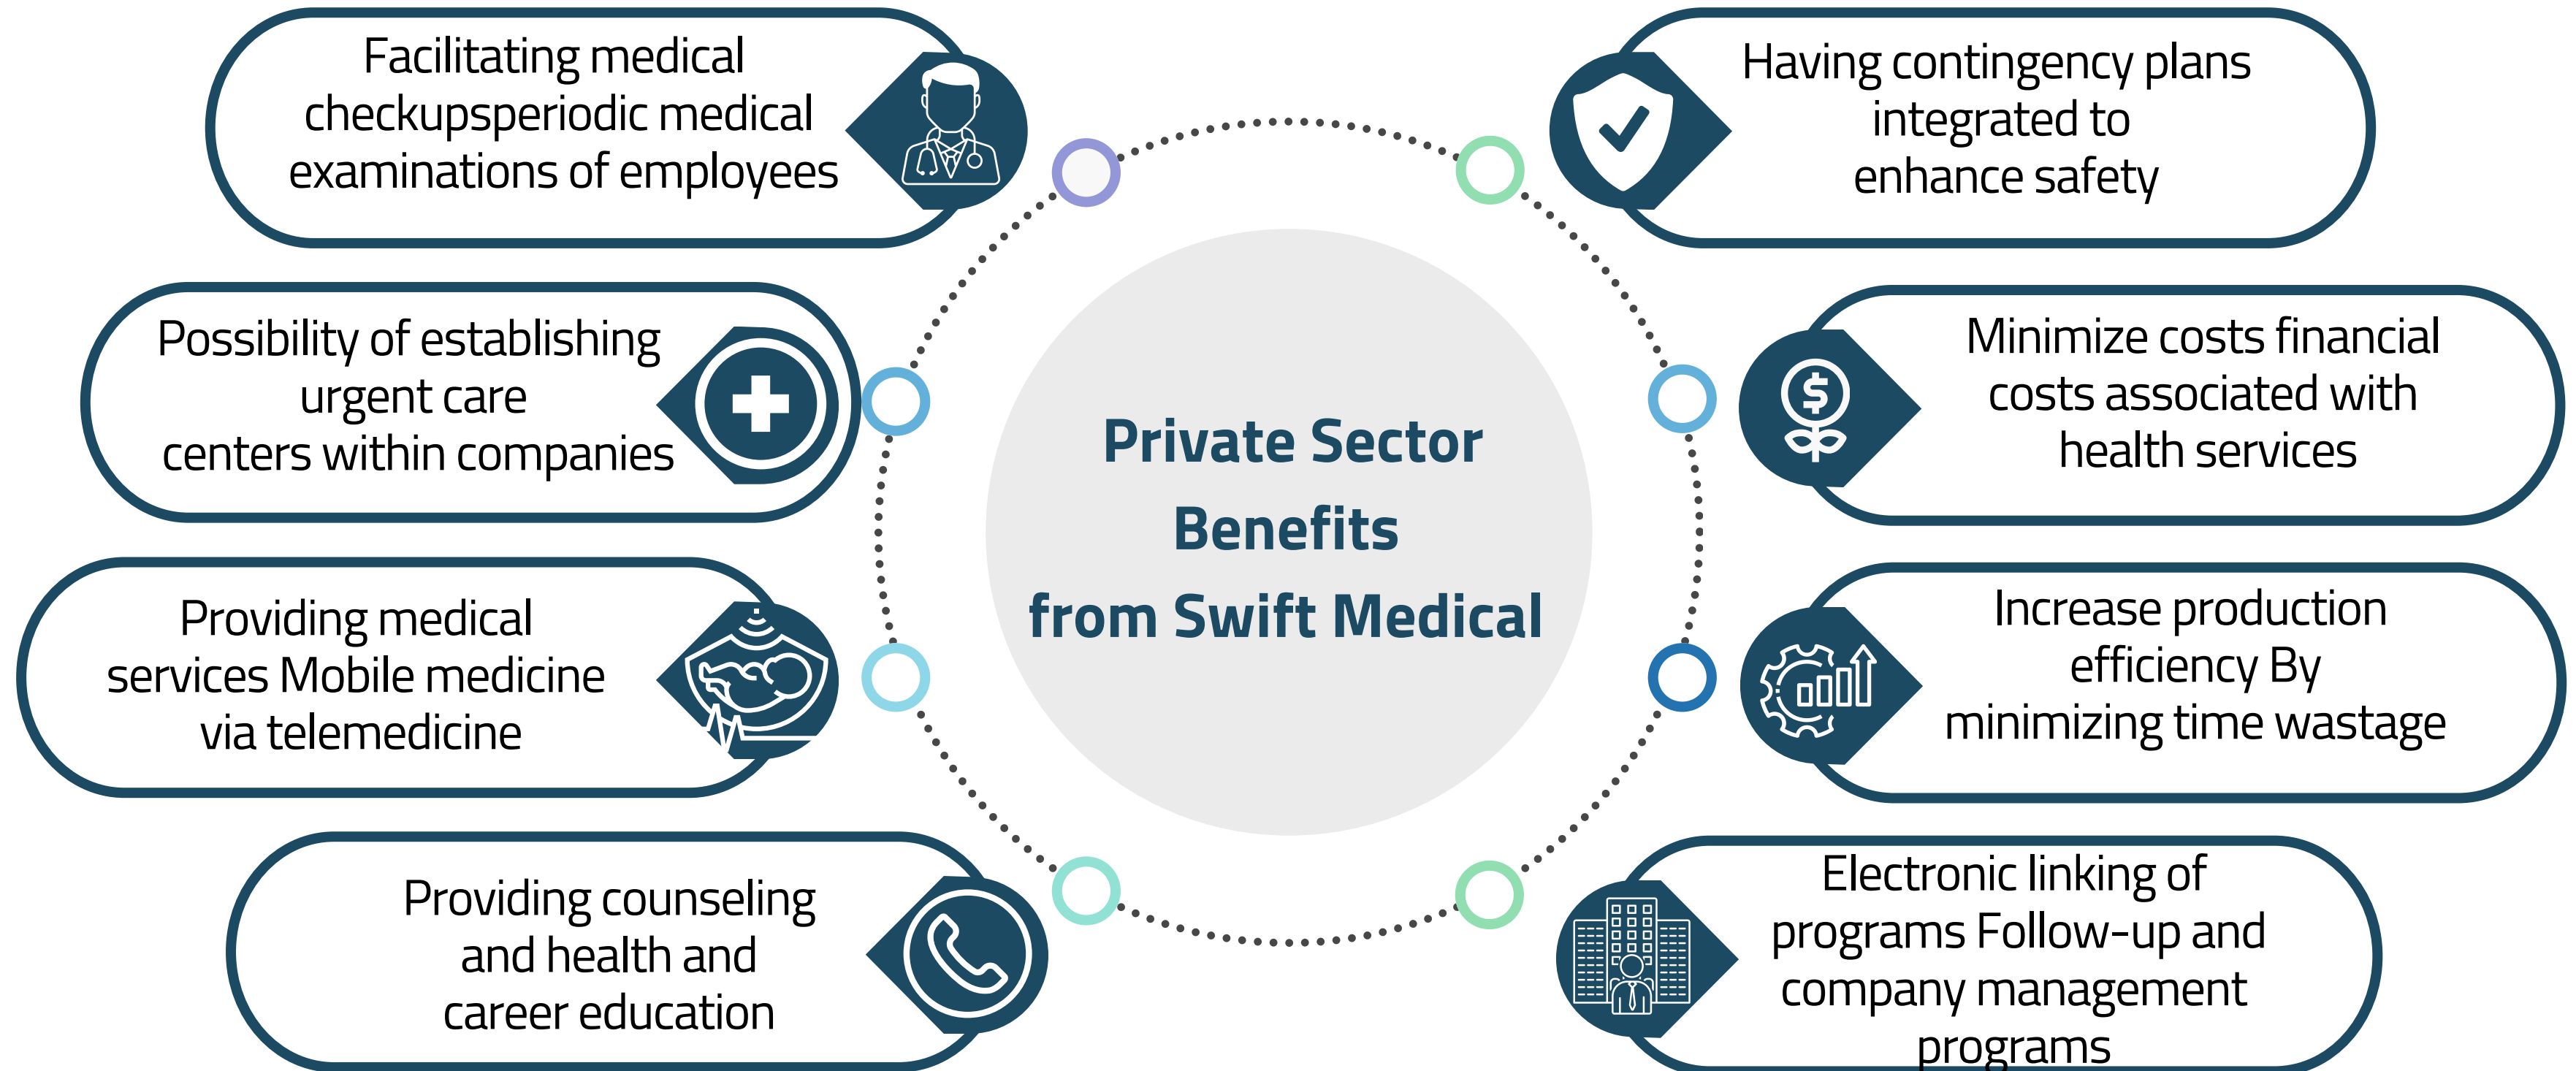 Facilitating medical
checkupsperiodic medical
examinations of employees
Possibility of establishing
urgent care
centers within companies
Providing medical
services Mobile medicine
via telemedicine
Providing counseling
and health and
career education
Private Sector
Benefits
from Swift Medical
Having contingency plans
integrated to
enhance safety
Minimize costs financial
costs associated with
health services
Increase production
efficiency By
minimizing time wastage
Electronic linking of
programs Follow-up and
company management
programs